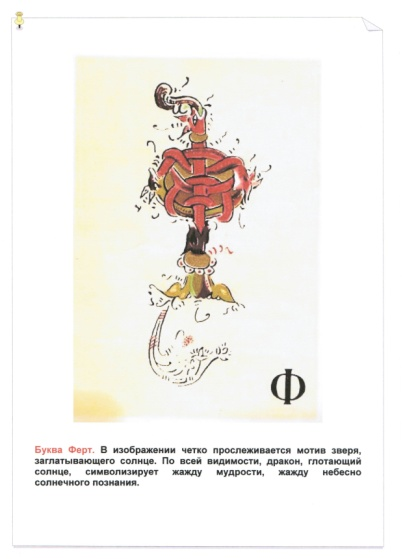 Ф
Буква Ферт. В изображении четко прослеживается мотив зверя,
заглатывающего солнце. По всей видимости, дракон, глотающий
солнце, символизирует жажду мудрости, жажду небесно
солнечного познания.